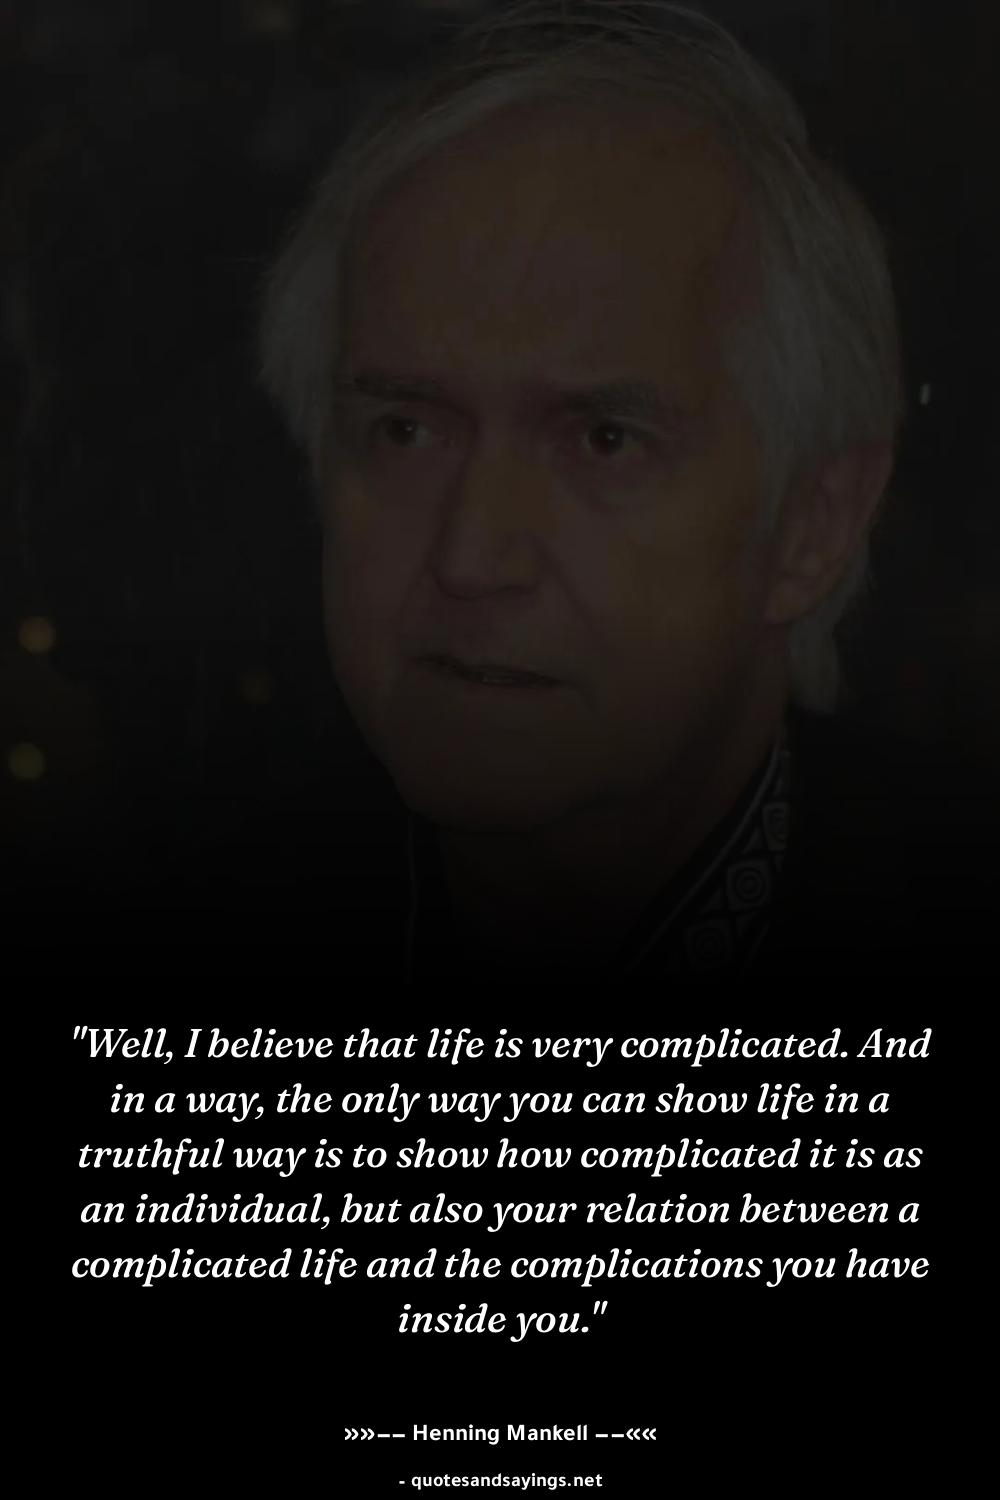 "Well, I believe that life is very complicated. And
in a way, the only way you can show life in a
truthful way is to show how complicated it is as
an individual, but also your relation between a
complicated life and the complications you have
inside you."
»»−− Henning Mankell −−««
- quotesandsayings.net